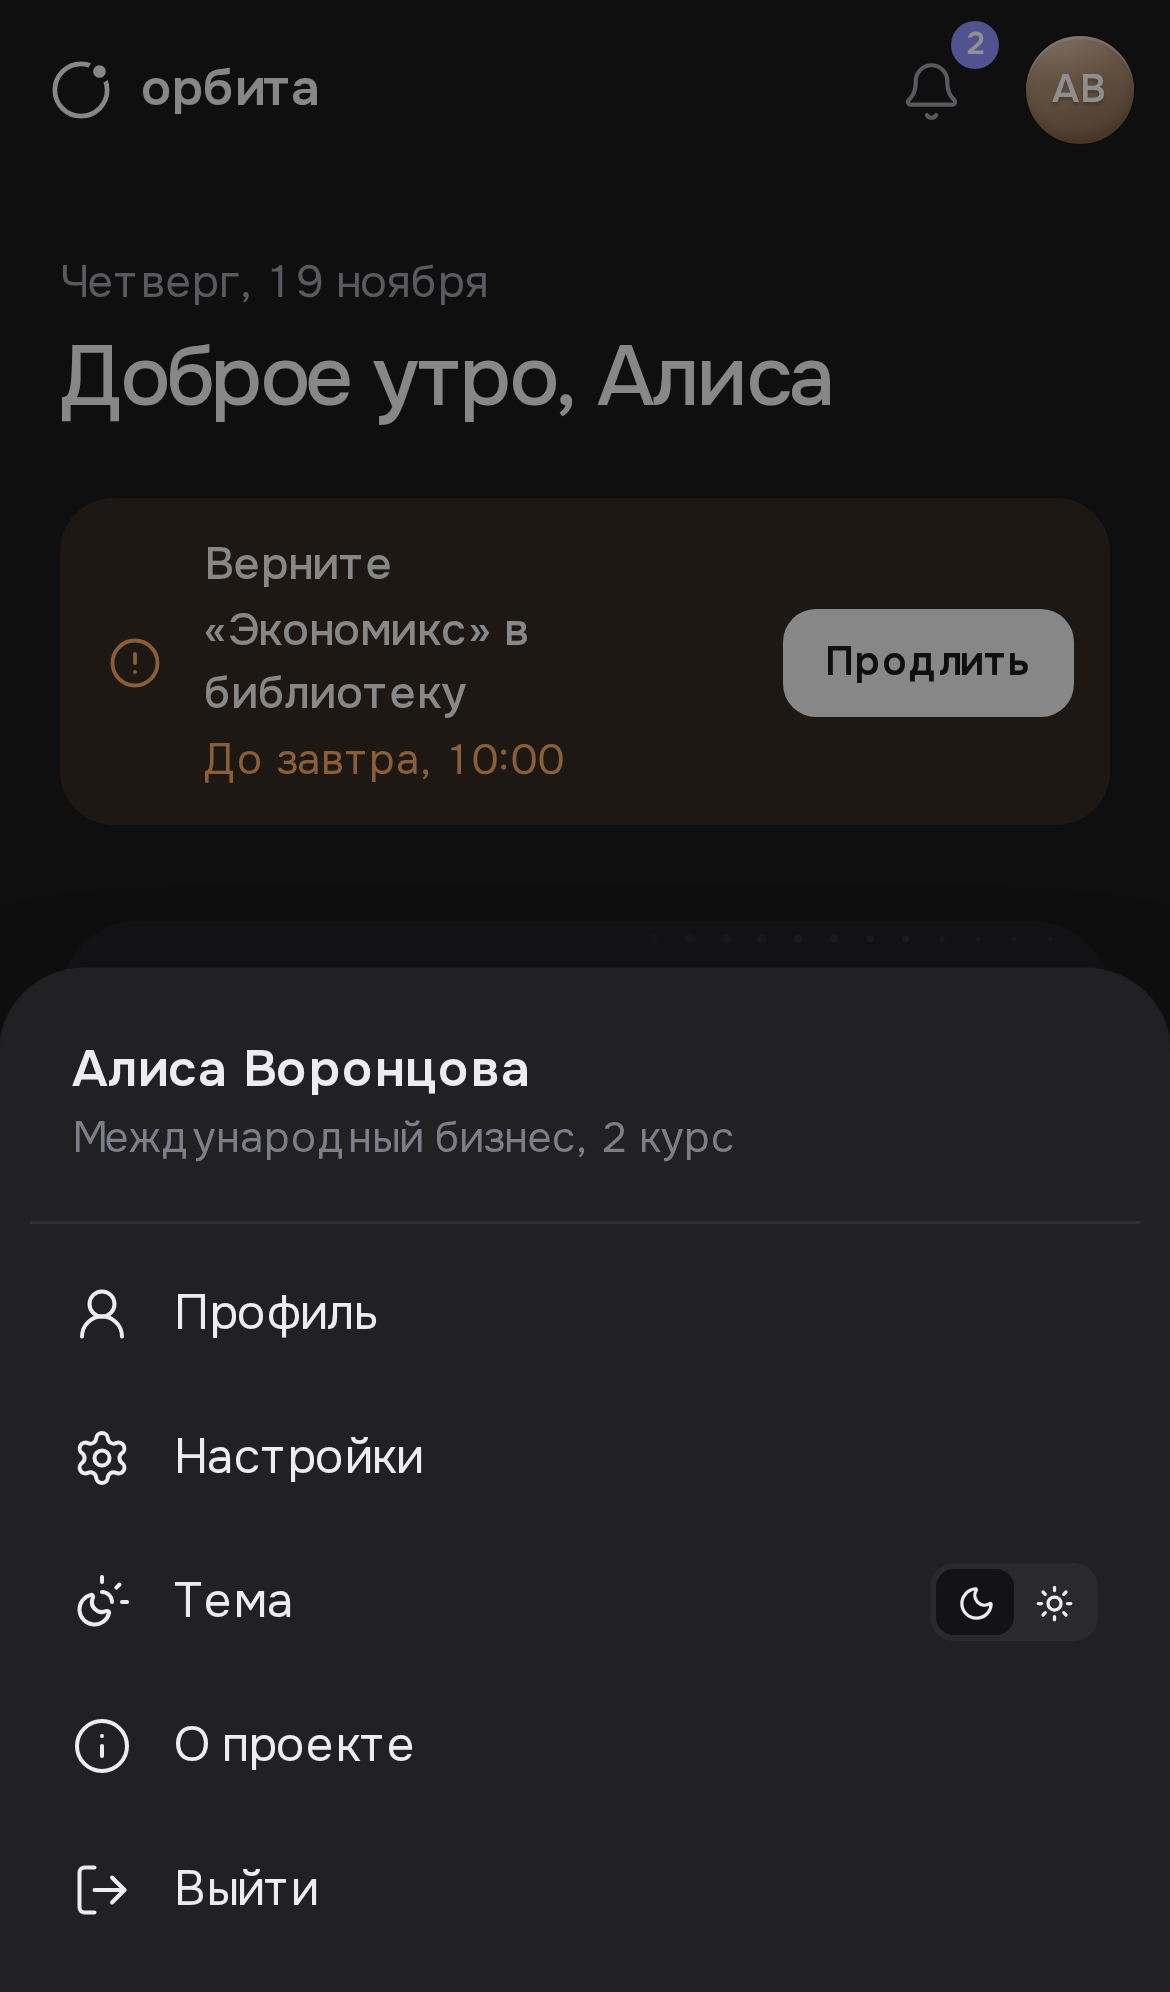 орбита
2
АВ
Четверг, 19 ноября
Доброе утро, Алиса
Верните
«Экономикс» в
библиотеку
До завтра, 10:00
Продлить
Алиса Воронцова
Международный бизнес, 2 курс
Профиль
Настройки
Тема
О проекте
Выйти